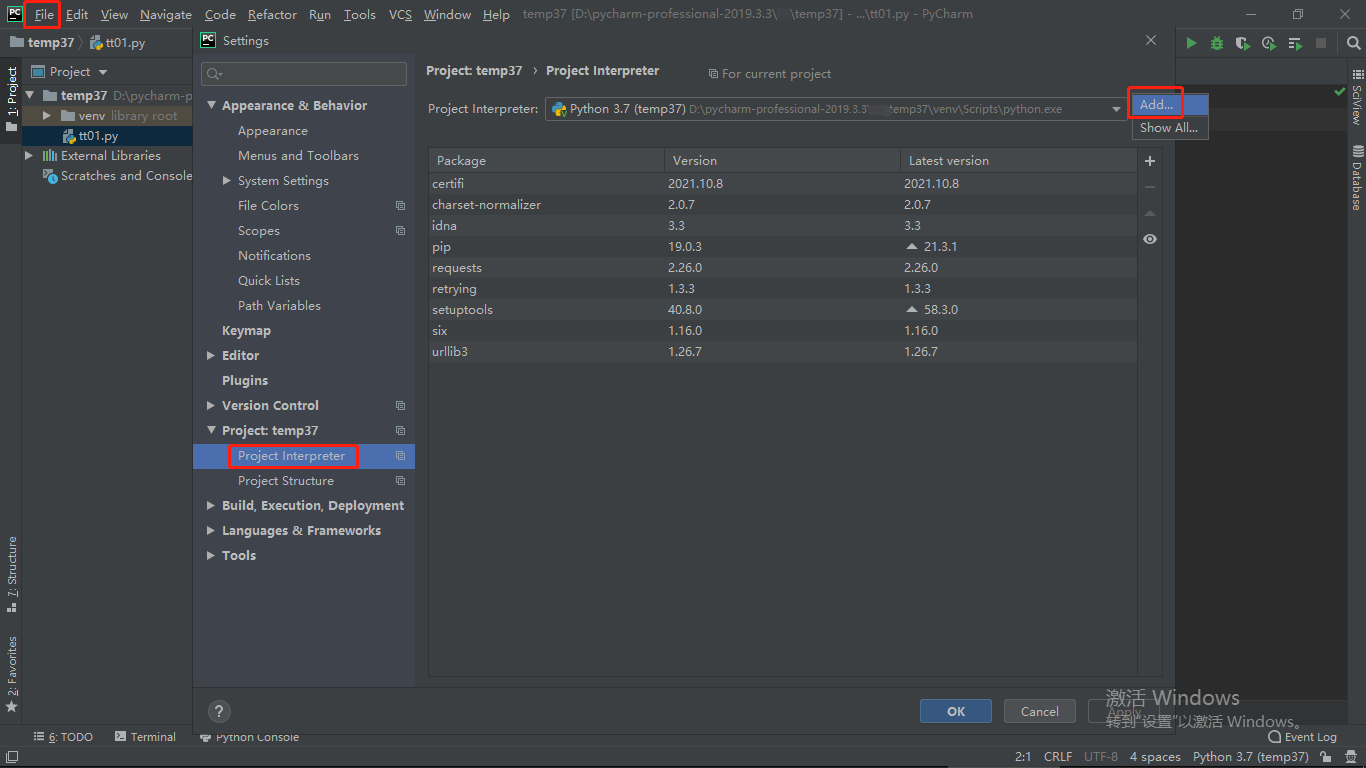 PC File Edit View Navigate Code Refactor Run Tools VCS Window Help temp37 [D:\pycharm-professional-2019.3.3\ \temp37] - ...\tt01.py - PyCharm
temp37 tt01.py
PC Settings
1: Project
Project
temp37 D:\pycharm-p
venv library root
tt01.py
External Libraries
Scratches and Console
Appearance & Behavior
Appearance
Menus and Toolbars
System Settings
File Colors
Scopes
Notifications
Quick Lists
Path Variables
Keymap
Editor
Plugins
Version Control
Project: temp37
Project Interpreter
Project Structure
Build, Execution, Deployment
Languages & Frameworks
Tools
Project: temp37 › Project Interpreter For current project
Project Interpreter: Python 3.7 (temp37) D:\pycharm-professional-2019.3.3\ temp37\venv\Scripts\python.exe
Add...
Show All...
Package Version Latest version
certifi 2021.10.8 2021.10.8
charset-normalizer 2.0.7 2.0.7
idna 3.3 3.3
pip 19.0.3 21.3.1
requests 2.26.0 2.26.0
retrying 1.3.3 1.3.3
setuptools 40.8.0 58.3.0
six 1.16.0 1.16.0
urllib3 1.26.7 1.26.7
SciView
Database
7: Structure
2: Favorites
? OK Cancel Apply
激活 Windows
转到"设置"以激活 Windows。
6: TODO Terminal Python Console Event Log
2:1 CRLF UTF-8 4 spaces Python 3.7 (temp37)